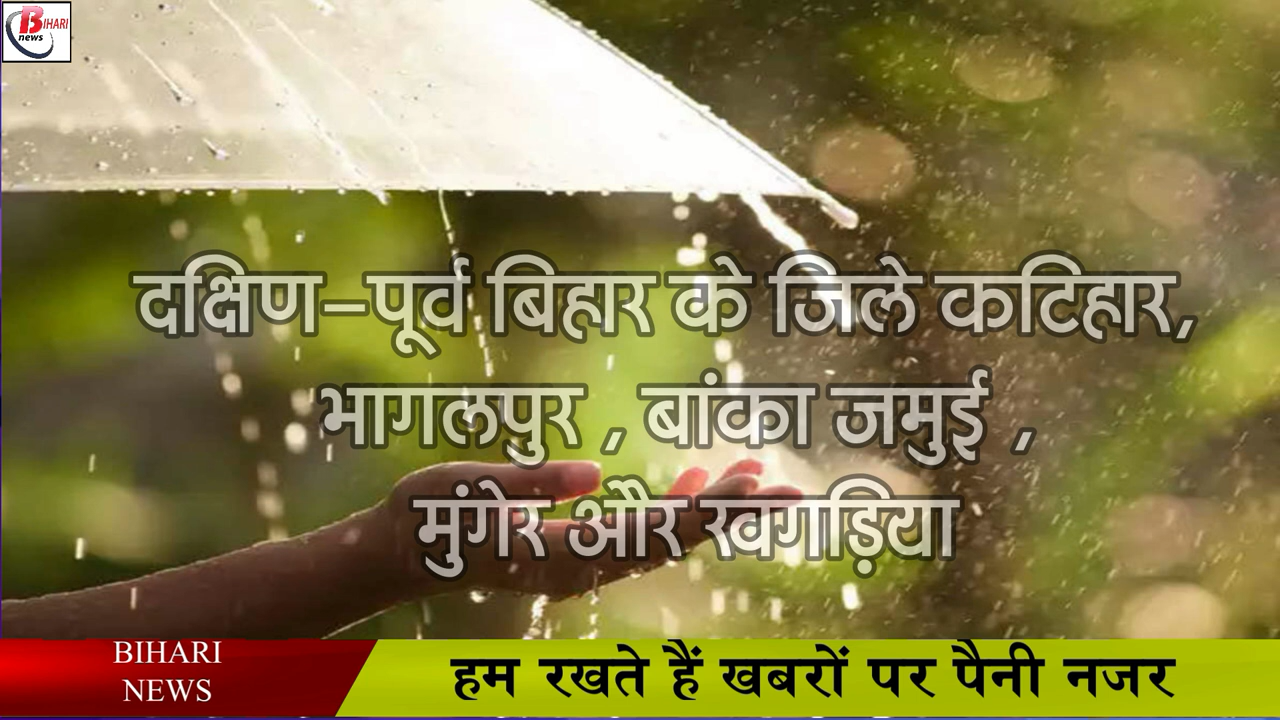 BIHARI
news
दक्षिण-पूर्व बिहार के जिले कटिहार,
भागलपुर , बांका जमुई ,
मुंगेर और खगड़िया
BIHARI
NEWS
हम रखते हैं खबरों पर पैनी नजर